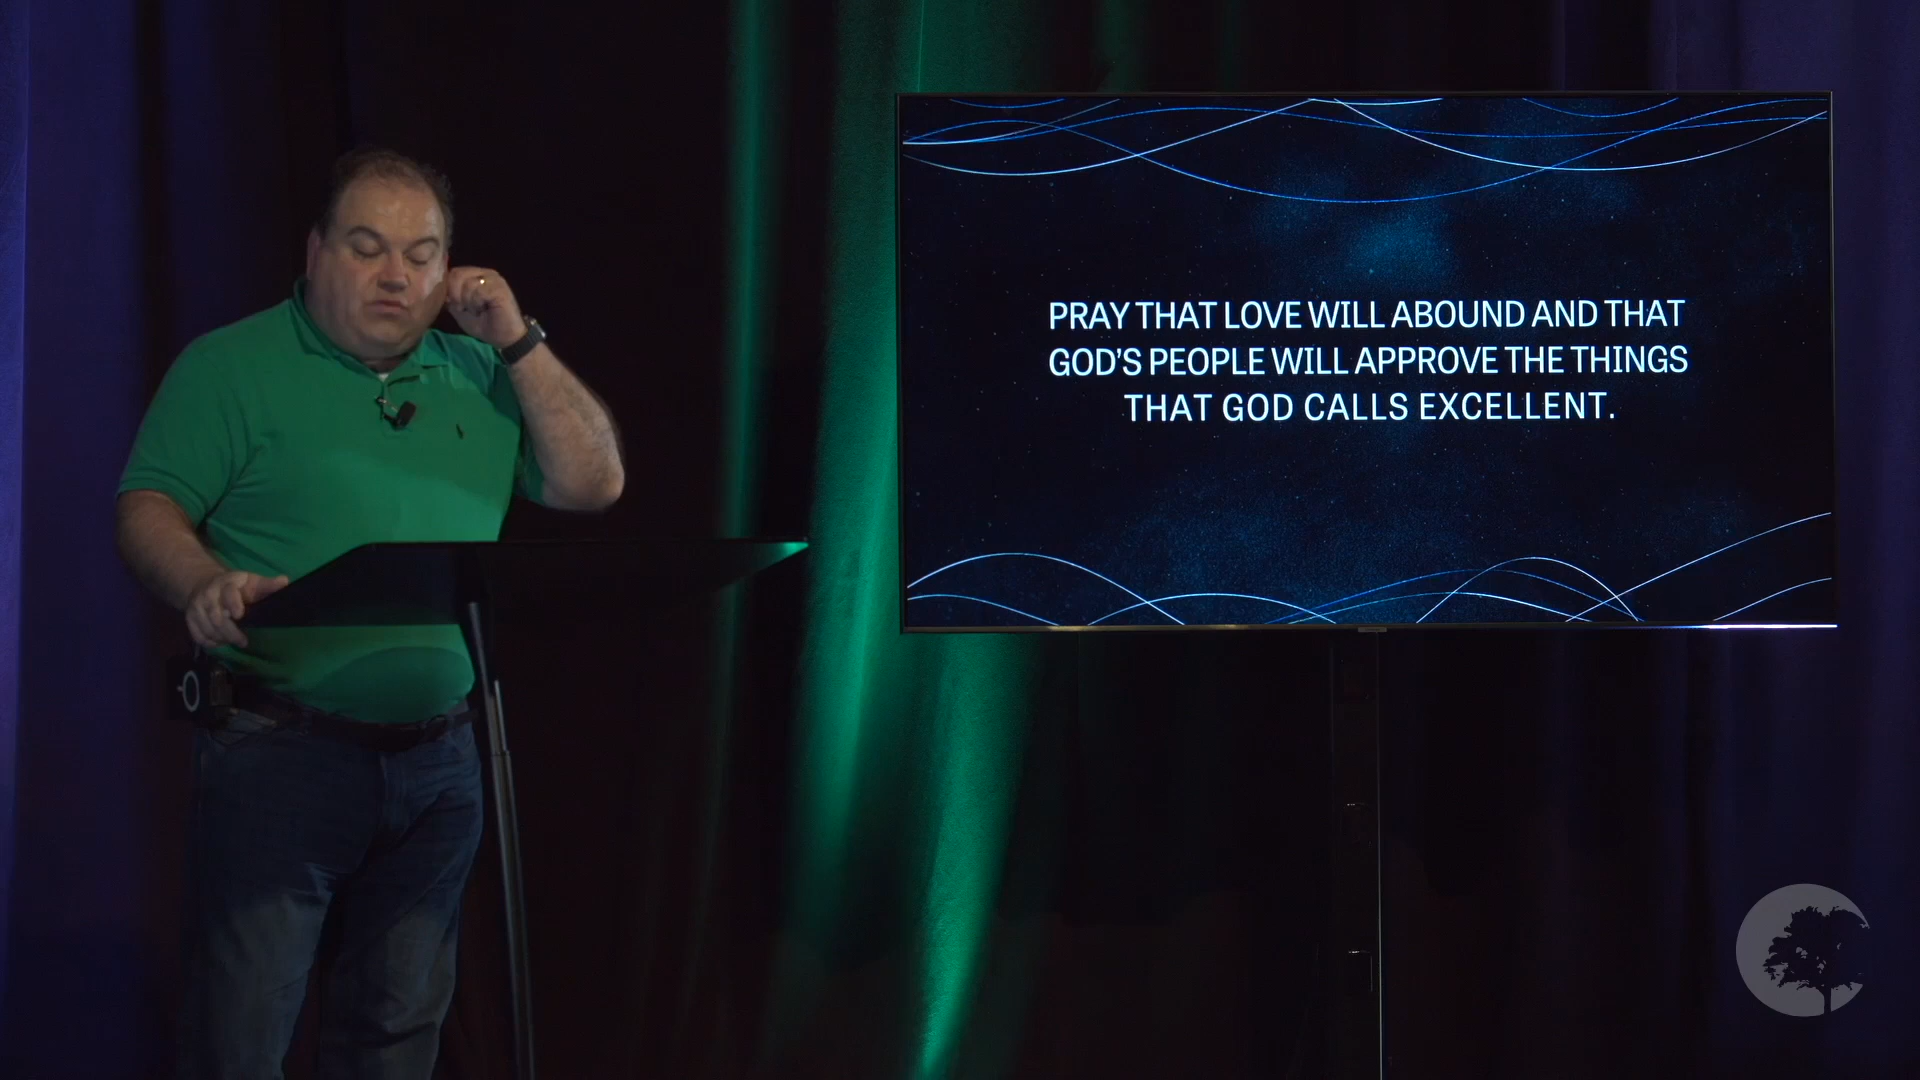 PRAY THAT LOVE WILL ABOUND AND THAT
GOD'S PEOPLE WILL APPROVE THE THINGS
THAT GOD CALLS EXCELLENT.